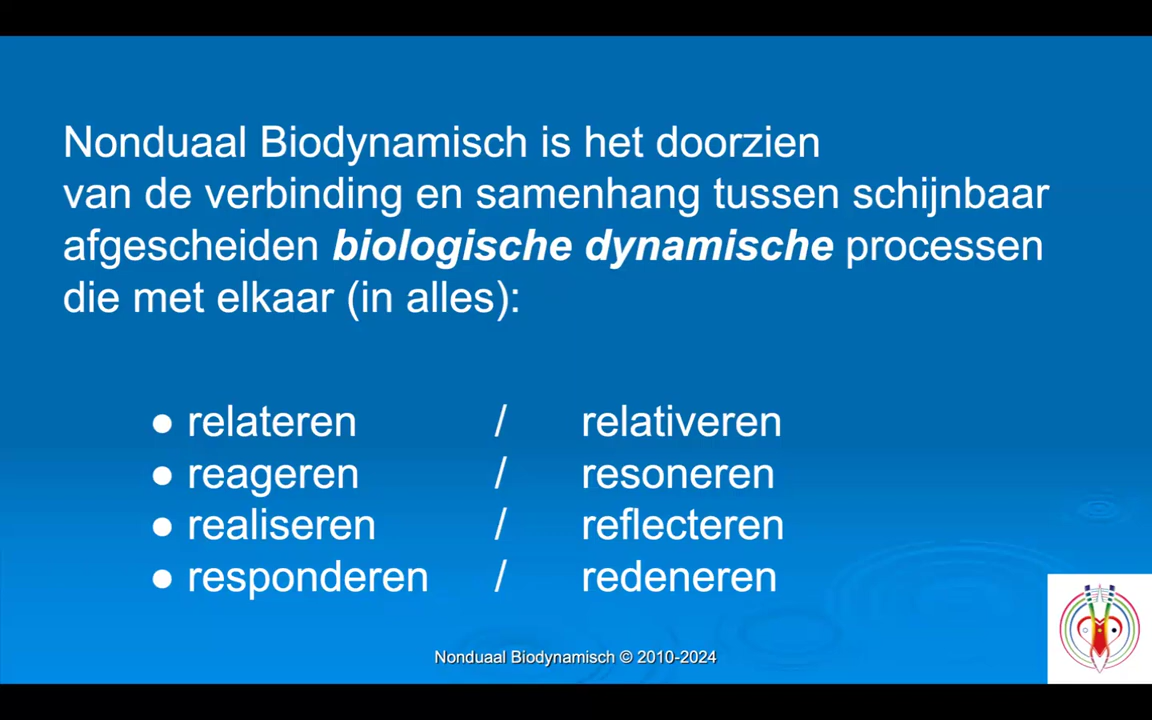 Nonduaal Biodynamisch is het doorzien
van de verbinding en samenhang tussen schijnbaar
afgescheiden biologische dynamische processen
die met elkaar (in alles):
● relateren / relativeren
● reageren / resoneren
● realiseren / reflecteren
● responderen / redeneren
Nonduaal Biodynamisch © 2010-2024